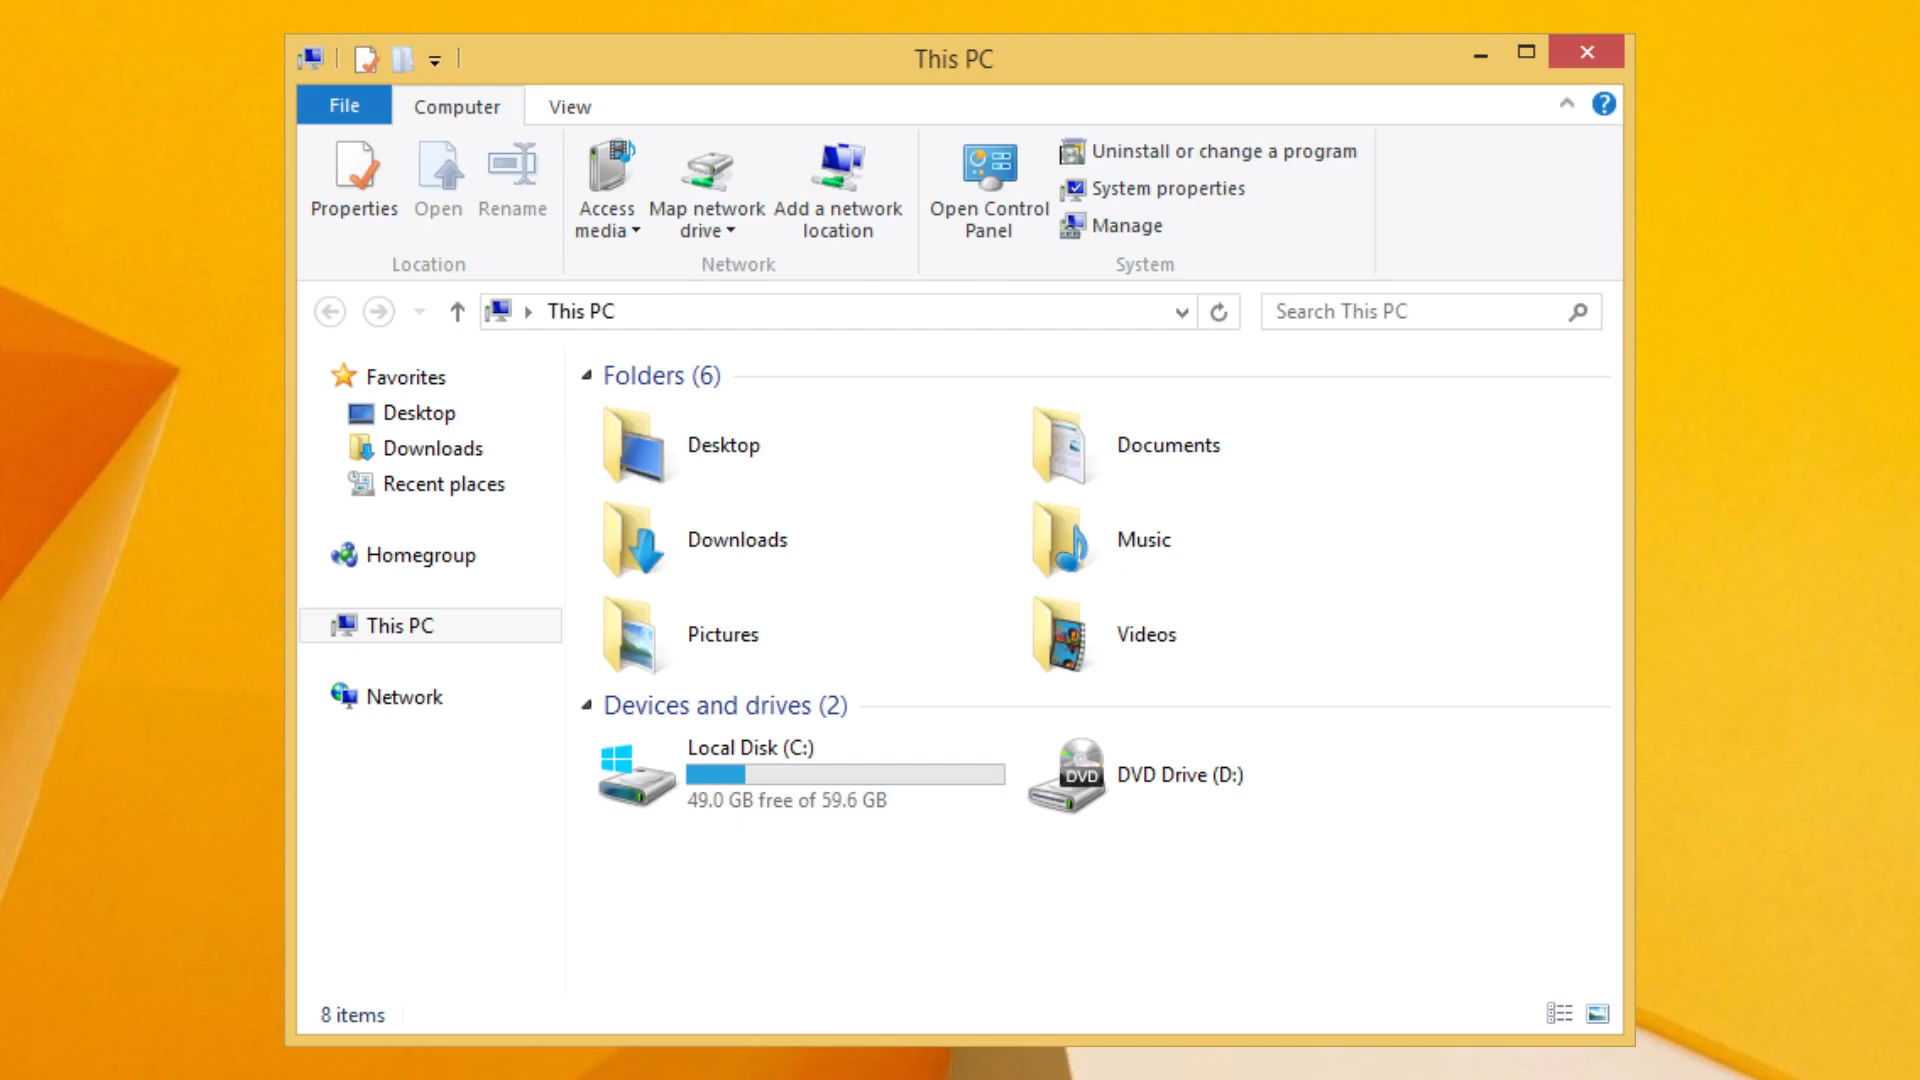 This PC
File
Computer
View
?
Properties
Open
Rename
Access
media
Map network
drive
Add a network
location
Open Control
Panel
Uninstall or change a program
System properties
Manage
Location
Network
System
This PC
Search This PC
Favorites
Desktop
Downloads
Recent places
Homegroup
This PC
Network
Folders (6)
Desktop
Documents
Downloads
Music
Pictures
Videos
Devices and drives (2)
Local Disk (C:)
49.0 GB free of 59.6 GB
DVD
DVD Drive (D:)
8 items